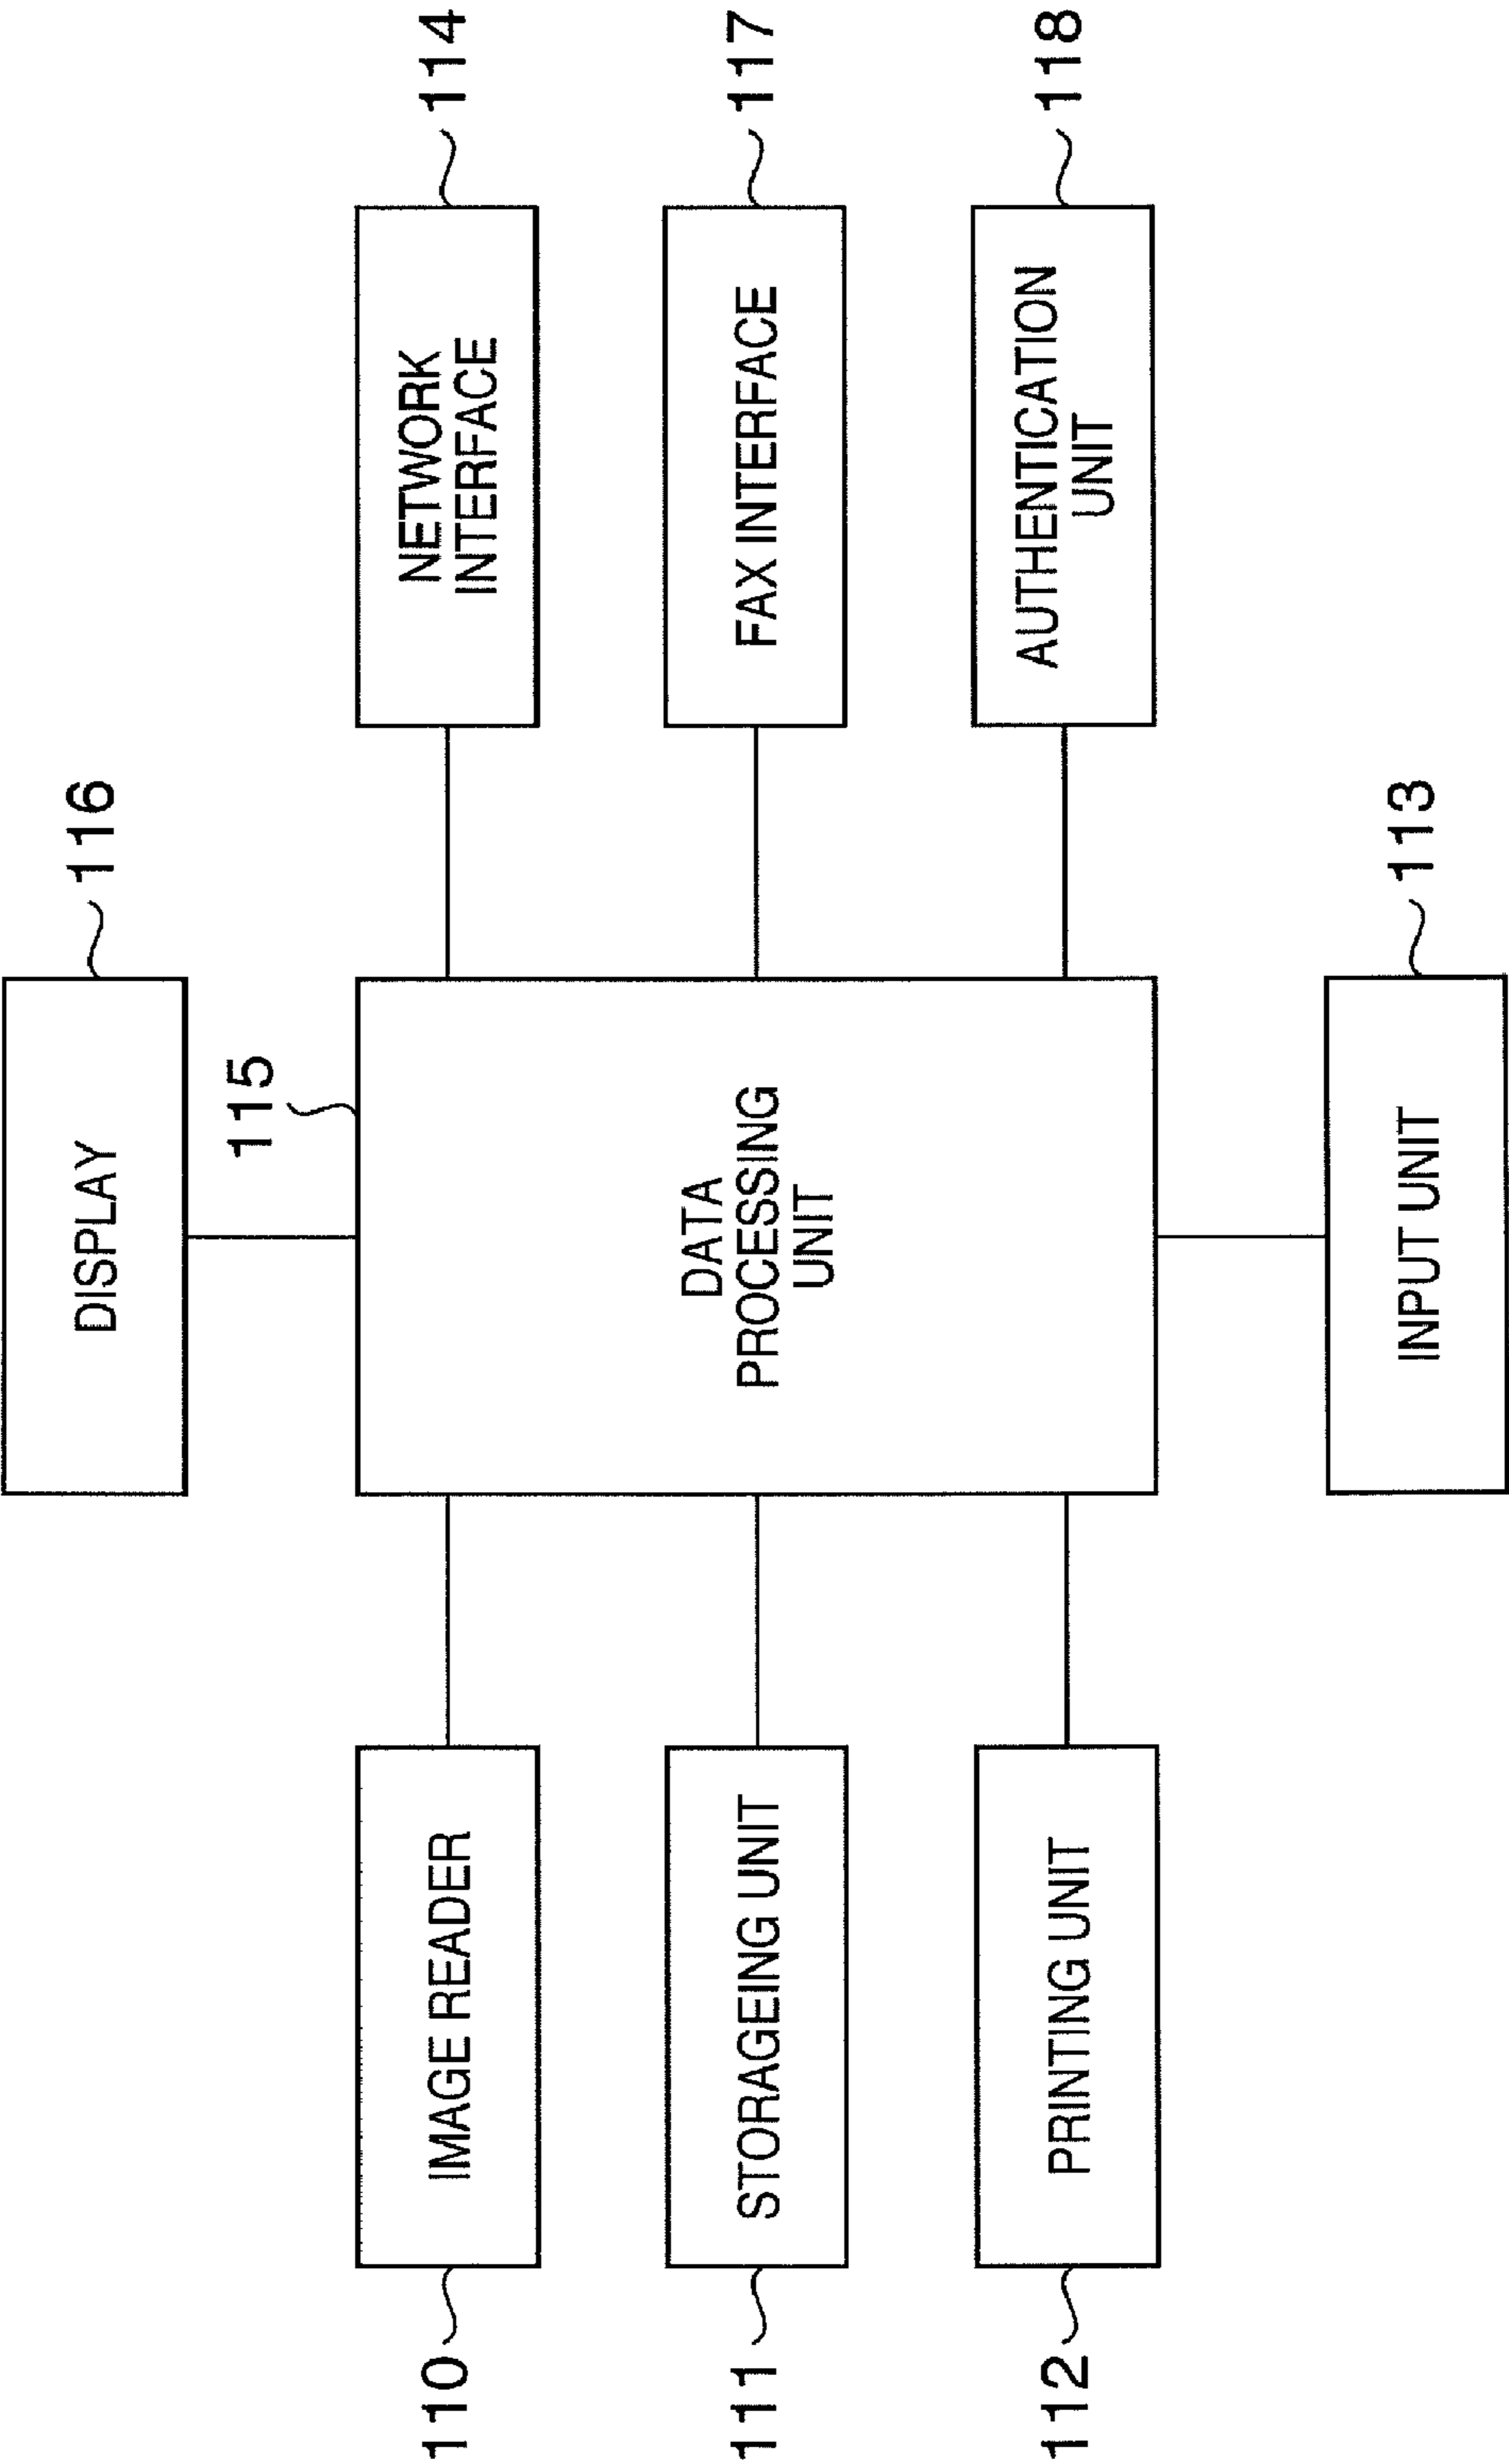 DISPLAY
116
115
110
IMAGE READER
NETWORK
INTERFACE
114
111
STORAGEING UNIT
DATA
PROCESSING
UNIT
FAX INTERFACE
117
112
PRINTING UNIT
AUTHENTICATION
UNIT
118
INPUT UNIT
113